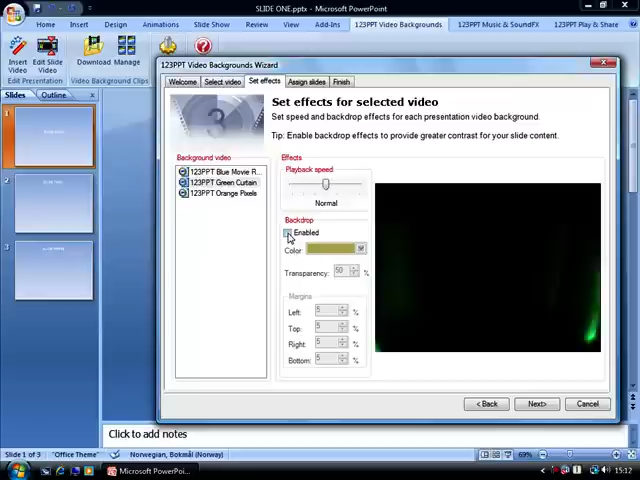 SLIDE ONE.pptx - Microsoft PowerPoint
Home Insert Design Animations Slide Show Review View Add-Ins 123PPT Video Backgrounds 123PPT Music & SoundFX 123PPT Play & Share
Insert Video Edit Slide Video Download Manage
Edit Presentation Video Background Clips
Slides Outline
1
2
3
123PPT Video Backgrounds Wizard
Welcome Select video Set effects Assign slides Finish
3
Set effects for selected video
Set speed and backdrop effects for each presentation video background.
Tip: Enable backdrop effects to provide greater contrast for your slide content.
Background video
123PPT Blue Movie R...
123PPT Green Curtain
123PPT Orange Pixels
Effects
Playback speed
Normal
Backdrop
Enabled
Color
Transparency: 50 %
Margins
Left: 5 %
Top: 5 %
Right: 5 %
Bottom: 5 %
<Back Next> Cancel
Click to add notes
Slide 1 of 3 "Office Theme" Norwegian, Bokmål (Norway) 69%
Microsoft PowerPoi... 15:12